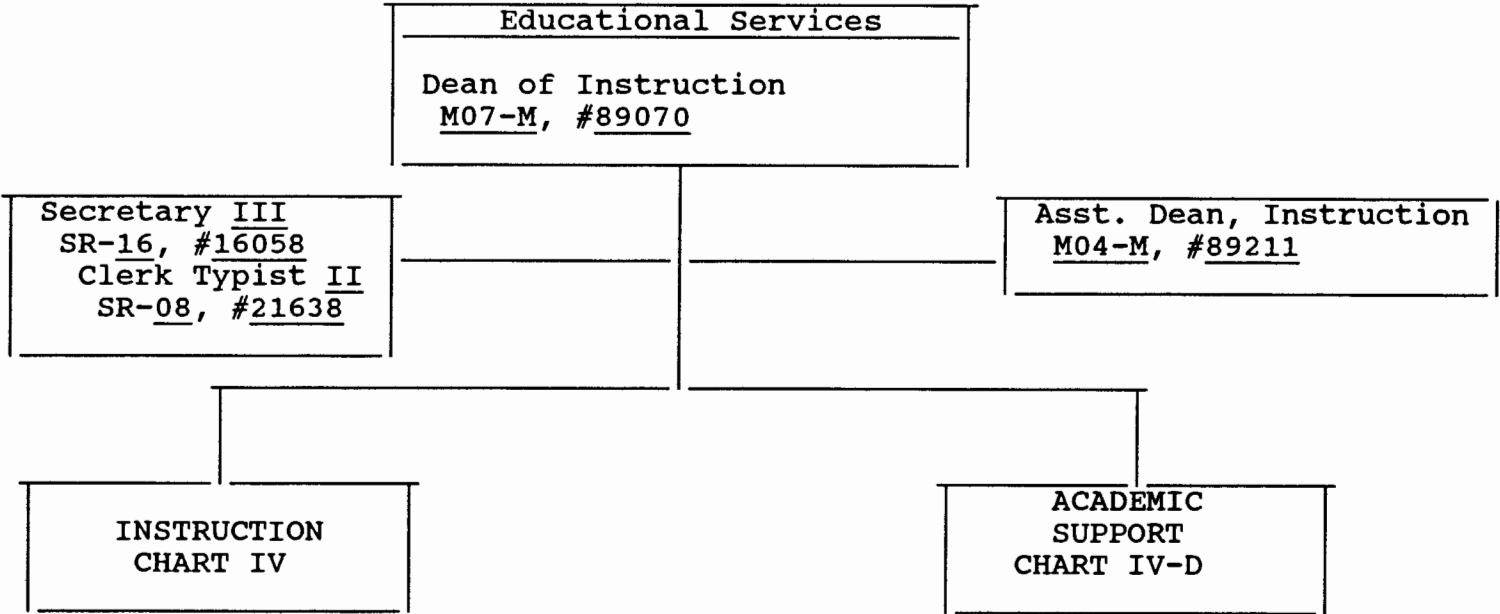 Educational Services
Dean of Instruction
M07-M, #89070
Secretary III
SR-16, #16058
Clerk Typist II
SR-08, #21638
Asst. Dean, Instruction
M04-M, #89211
INSTRUCTION
CHART IV
ACADEMIC
SUPPORT
CHART IV-D